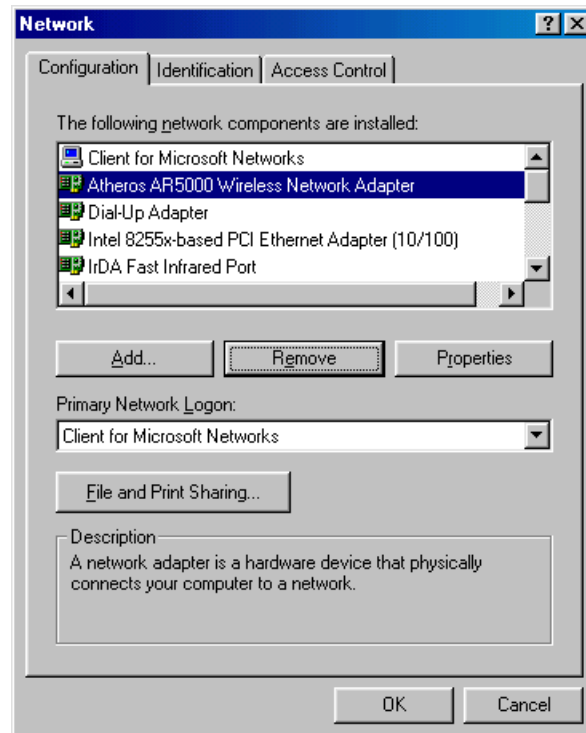 Network
Configuration Identification Access Control
The following network components are installed:
Client for Microsoft Networks
Atheros AR5000 Wireless Network Adapter
Dial-Up Adapter
Intel 8255x-based PCI Ethernet Adapter (10/100)
IrDA Fast Infrared Port
Add... Remove Properties
Primary Network Logon:
Client for Microsoft Networks
File and Print Sharing...
Description
A network adapter is a hardware device that physically
connects your computer to a network.
OK Cancel